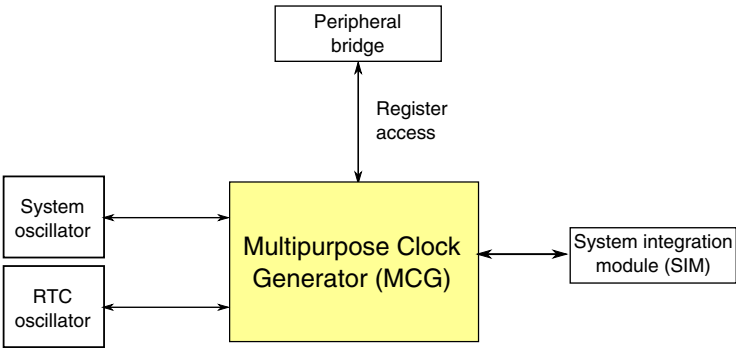 Peripheral
bridge
Register
access
System
oscillator
Multipurpose Clock
Generator (MCG)
System integration
module (SIM)
RTC
oscillator